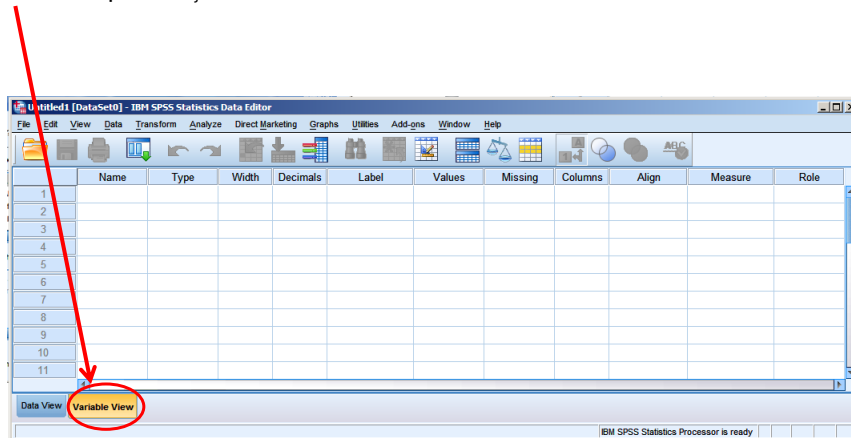 Untitled1 [DataSet0] - IBM SPSS Statistics Data Editor
File Edit View Data Transform Analyze Direct Marketing Graphs Utilities Add-ons Window Help
Name Type Width Decimals Label Values Missing Columns Align Measure Role
1
2
3
4
5
6
7
8
9
10
11
Data View Variable View
IBM SPSS Statistics Processor is ready